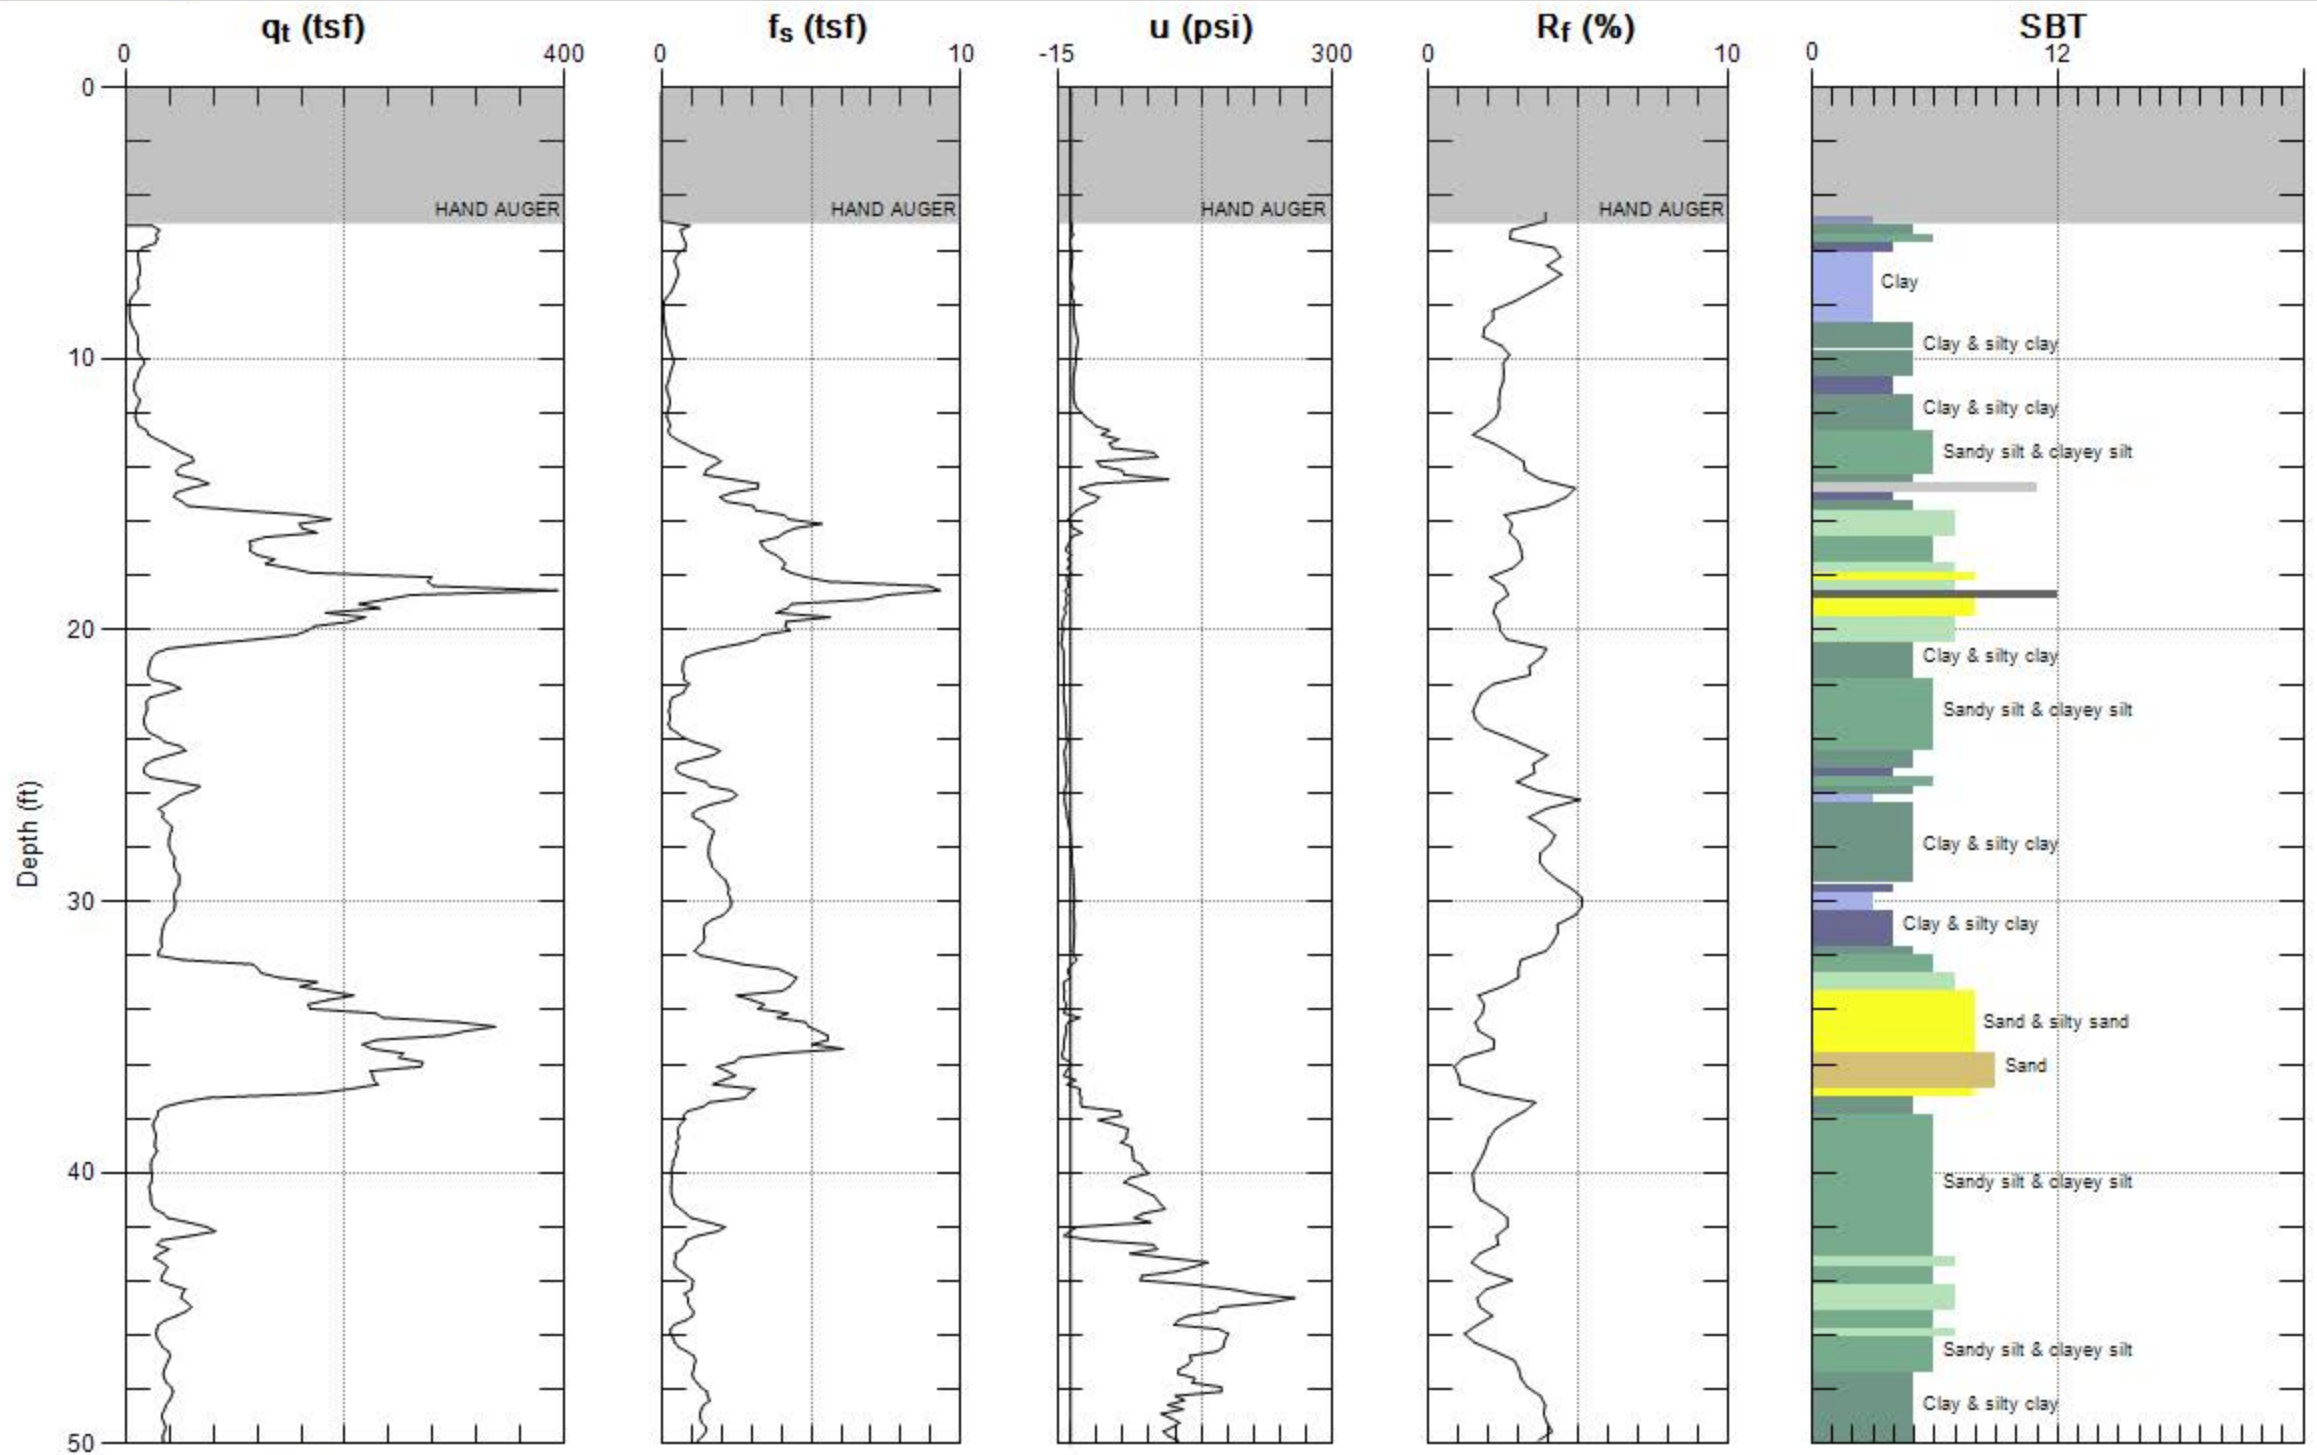 qt (tsf) fs (tsf) u (psi) Rf (%) SBT
0 400 0 10 -15 300 0 10 0 12
0
HAND AUGER HAND AUGER HAND AUGER HAND AUGER
Clay
Clay & silty clay
10
Clay & silty clay
Sandy silt & clayey silt
20
Clay & silty clay
Sandy silt & clayey silt
Depth (ft)
Clay & silty clay
30
Clay & silty clay
Sand & silty sand
Sand
40
Sandy silt & clayey silt
Sandy silt & clayey silt
Clay & silty clay
50